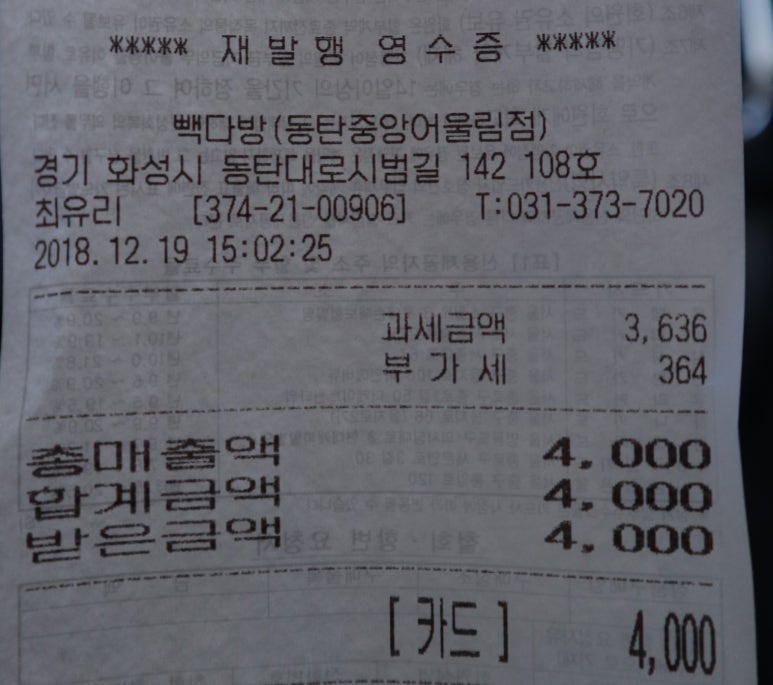 ***** 재발행 영수증 *****
빽다방(동탄중앙어울림점)
경기 화성시 동탄대로시범길 142 108호
최유리 [374-21-00906] T:031-373-7020
2018.12.19 15:02:25
과세금액 3,636
부 가 세 364
총매출액 4,000
합계금액 4,000
받은금액 4,000
[ 카드 ] 4,000